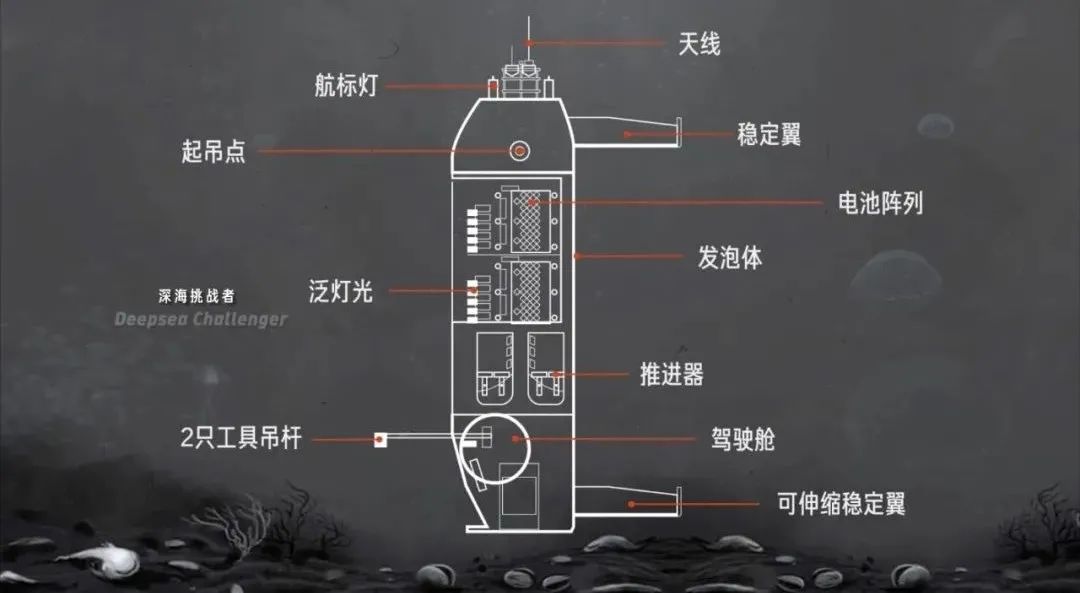 天线
航标灯
稳定翼
起吊点
电池阵列
发泡体
泛灯光
深海挑战者
Deepsea Challenger
推进器
2只工具吊杆
驾驶舱
可伸缩稳定翼